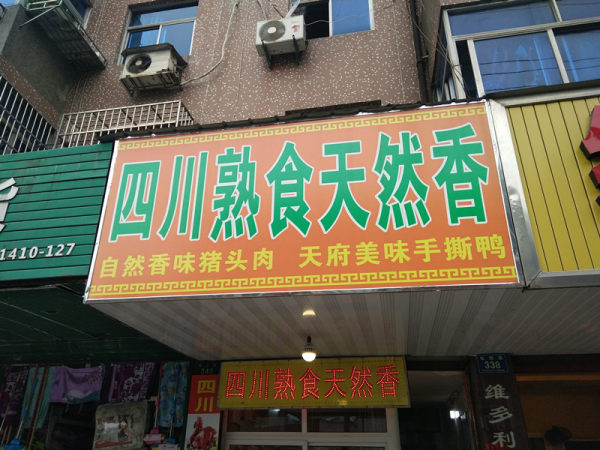 四川熟食天然香
自然香味猪头肉 天府美味手撕鸭
1410-127
四川熟食天然香
四川
338
维多利